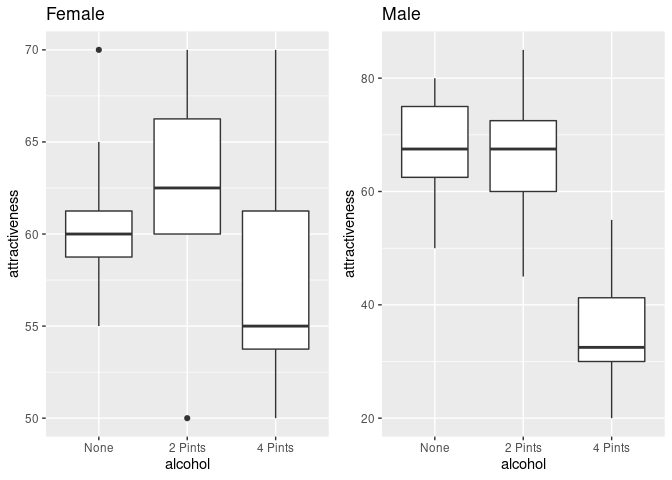 Female
attractiveness
70
65
60
55
50
None 2 Pints 4 Pints
alcohol
Male
attractiveness
80
60
40
20
None 2 Pints 4 Pints
alcohol